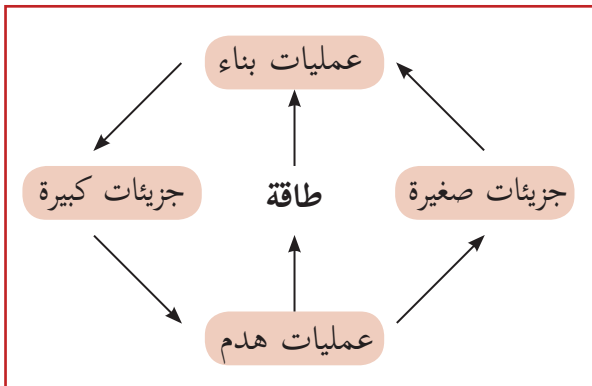 عمليات بناء
جزيئات صغيرة
طاقة
جزيئات كبيرة
عمليات هدم